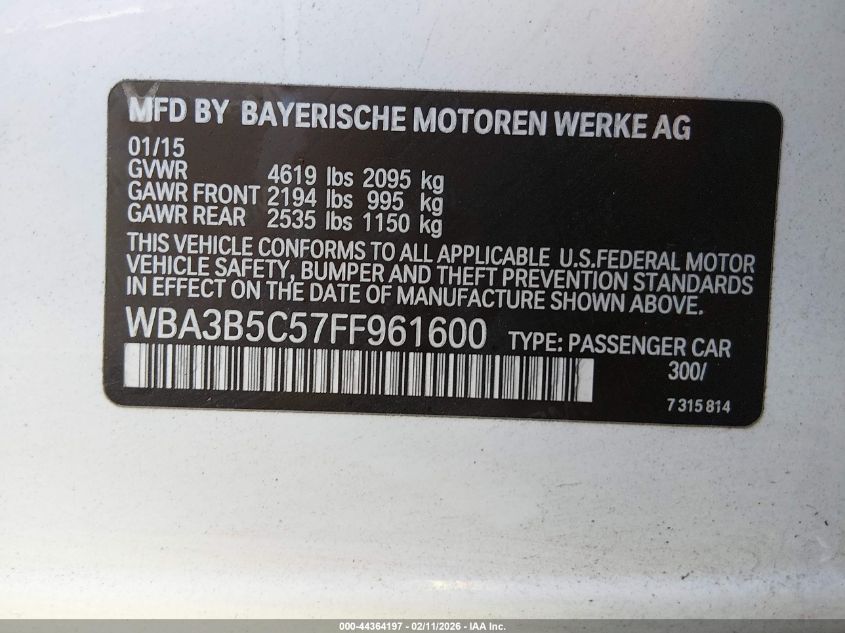 MFD BY BAYERISCHE MOTOREN WERKE AG
01/15
GVWR 4619 lbs 2095 kg
GAWR FRONT 2194 lbs 995 kg
GAWR REAR 2535 lbs 1150 kg
THIS VEHICLE CONFORMS TO ALL APPLICABLE U.S.FEDERAL MOTOR
VEHICLE SAFETY, BUMPER AND THEFT PREVENTION STANDARDS
IN EFFECT ON THE DATE OF MANUFACTURE SHOWN ABOVE.
WBA3B5C57FF961600 TYPE: PASSENGER CAR
300/
7 315 814
000-44364197 - 02/11/2026 - IAA Inc.